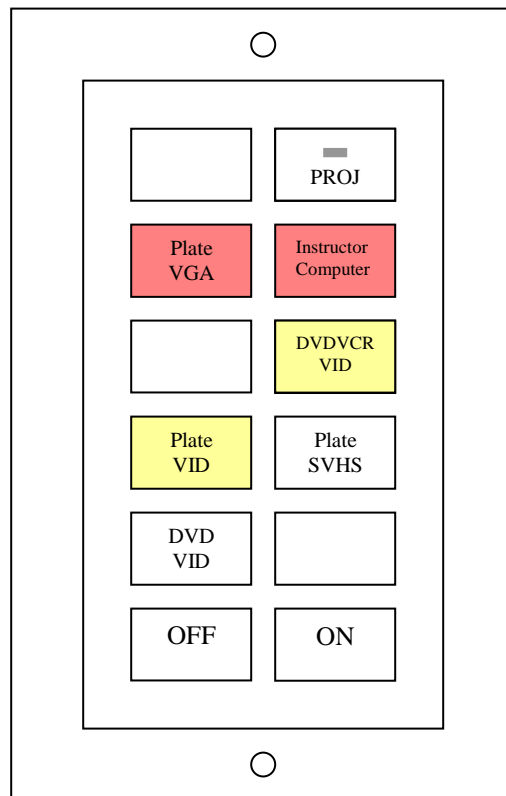 PROJ
Plate
VGA
Instructor
Computer
DVDVCR
VID
Plate
VID
Plate
SVHS
DVD
VID
OFF
ON